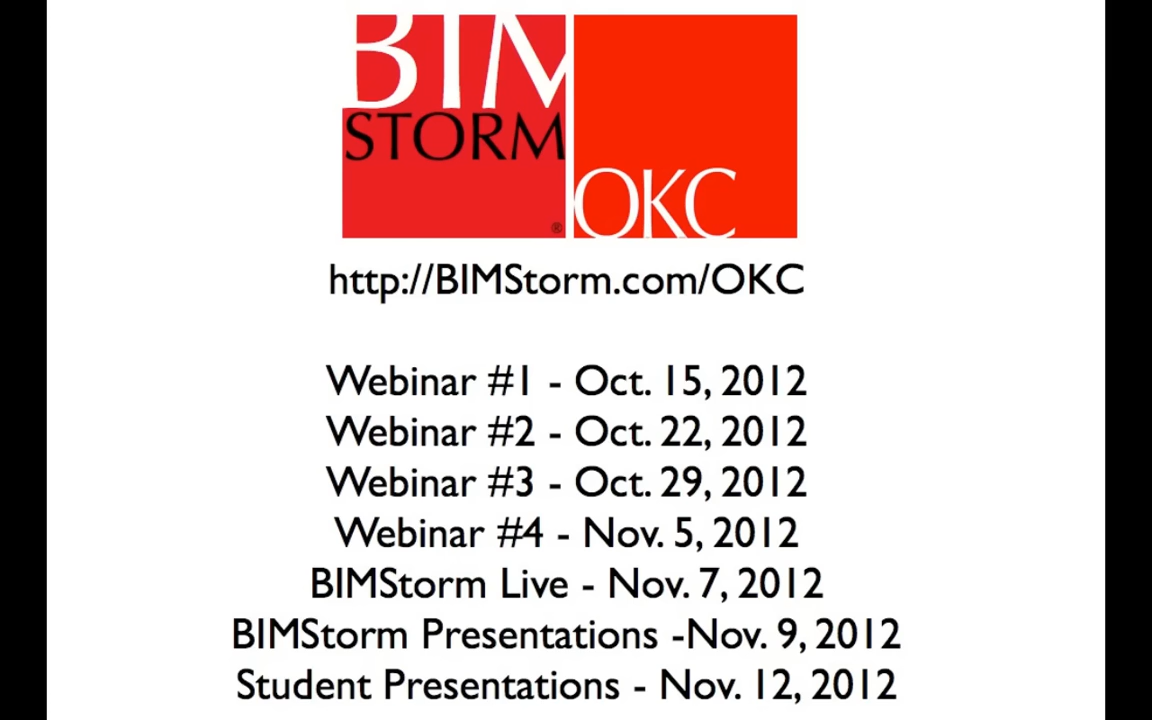 BIM
STORM
®
OKC
http://BIMStorm.com/OKC
Webinar #1 - Oct. 15, 2012
Webinar #2 - Oct. 22, 2012
Webinar #3 - Oct. 29, 2012
Webinar #4 - Nov. 5, 2012
BIMStorm Live - Nov. 7, 2012
BIMStorm Presentations -Nov. 9, 2012
Student Presentations - Nov. 12, 2012